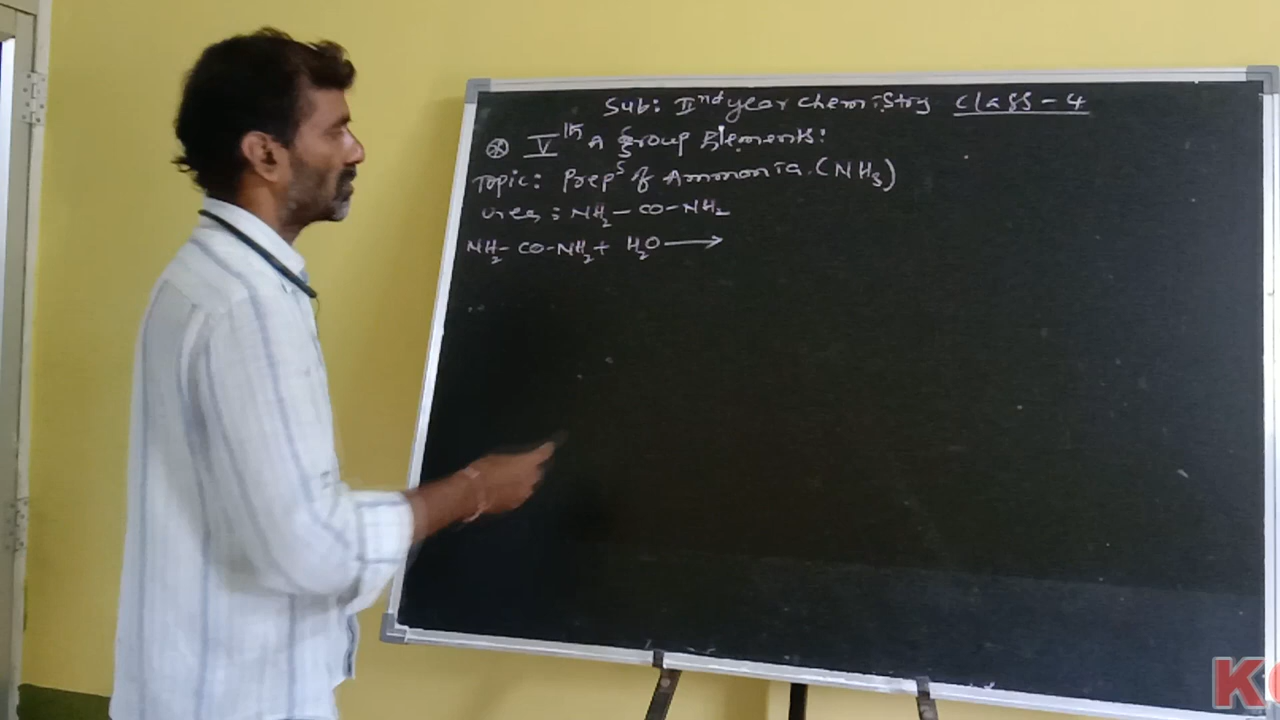 Sub: IInd year chemistry class-4
V th A group Elements:
Topic: Preps of Ammonia. (NH3)
Urea: NH2-CO-NH2
NH2-CO-NH2+ H2O →